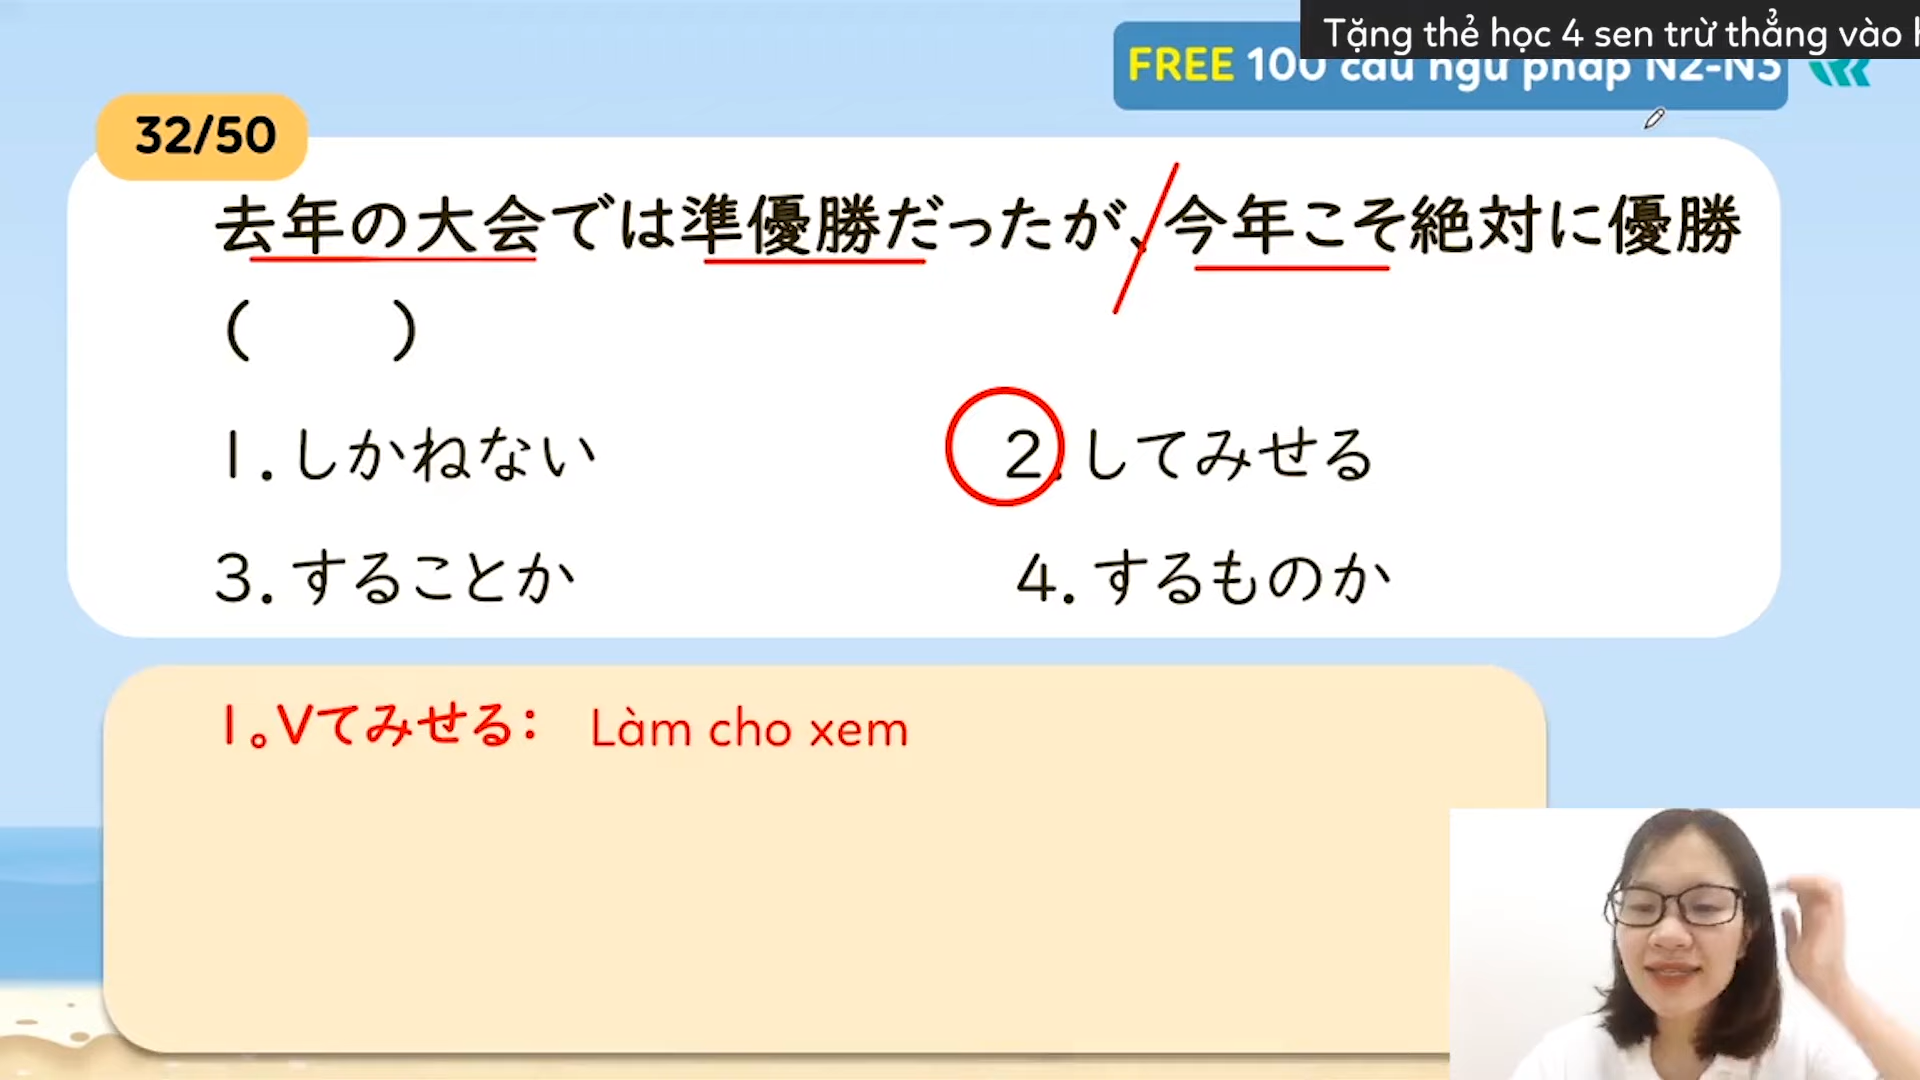 Tặng thẻ học 4 sen trừ thẳng vào
FREE 100 câu ngữ pháp N2-N3
32/50
去年の大会では準優勝だったが、今年こそ絶対に優勝
(　　)
1. しかねない
2. してみせる
3. することか
4. するものか
1。Vてみせる： Làm cho xem